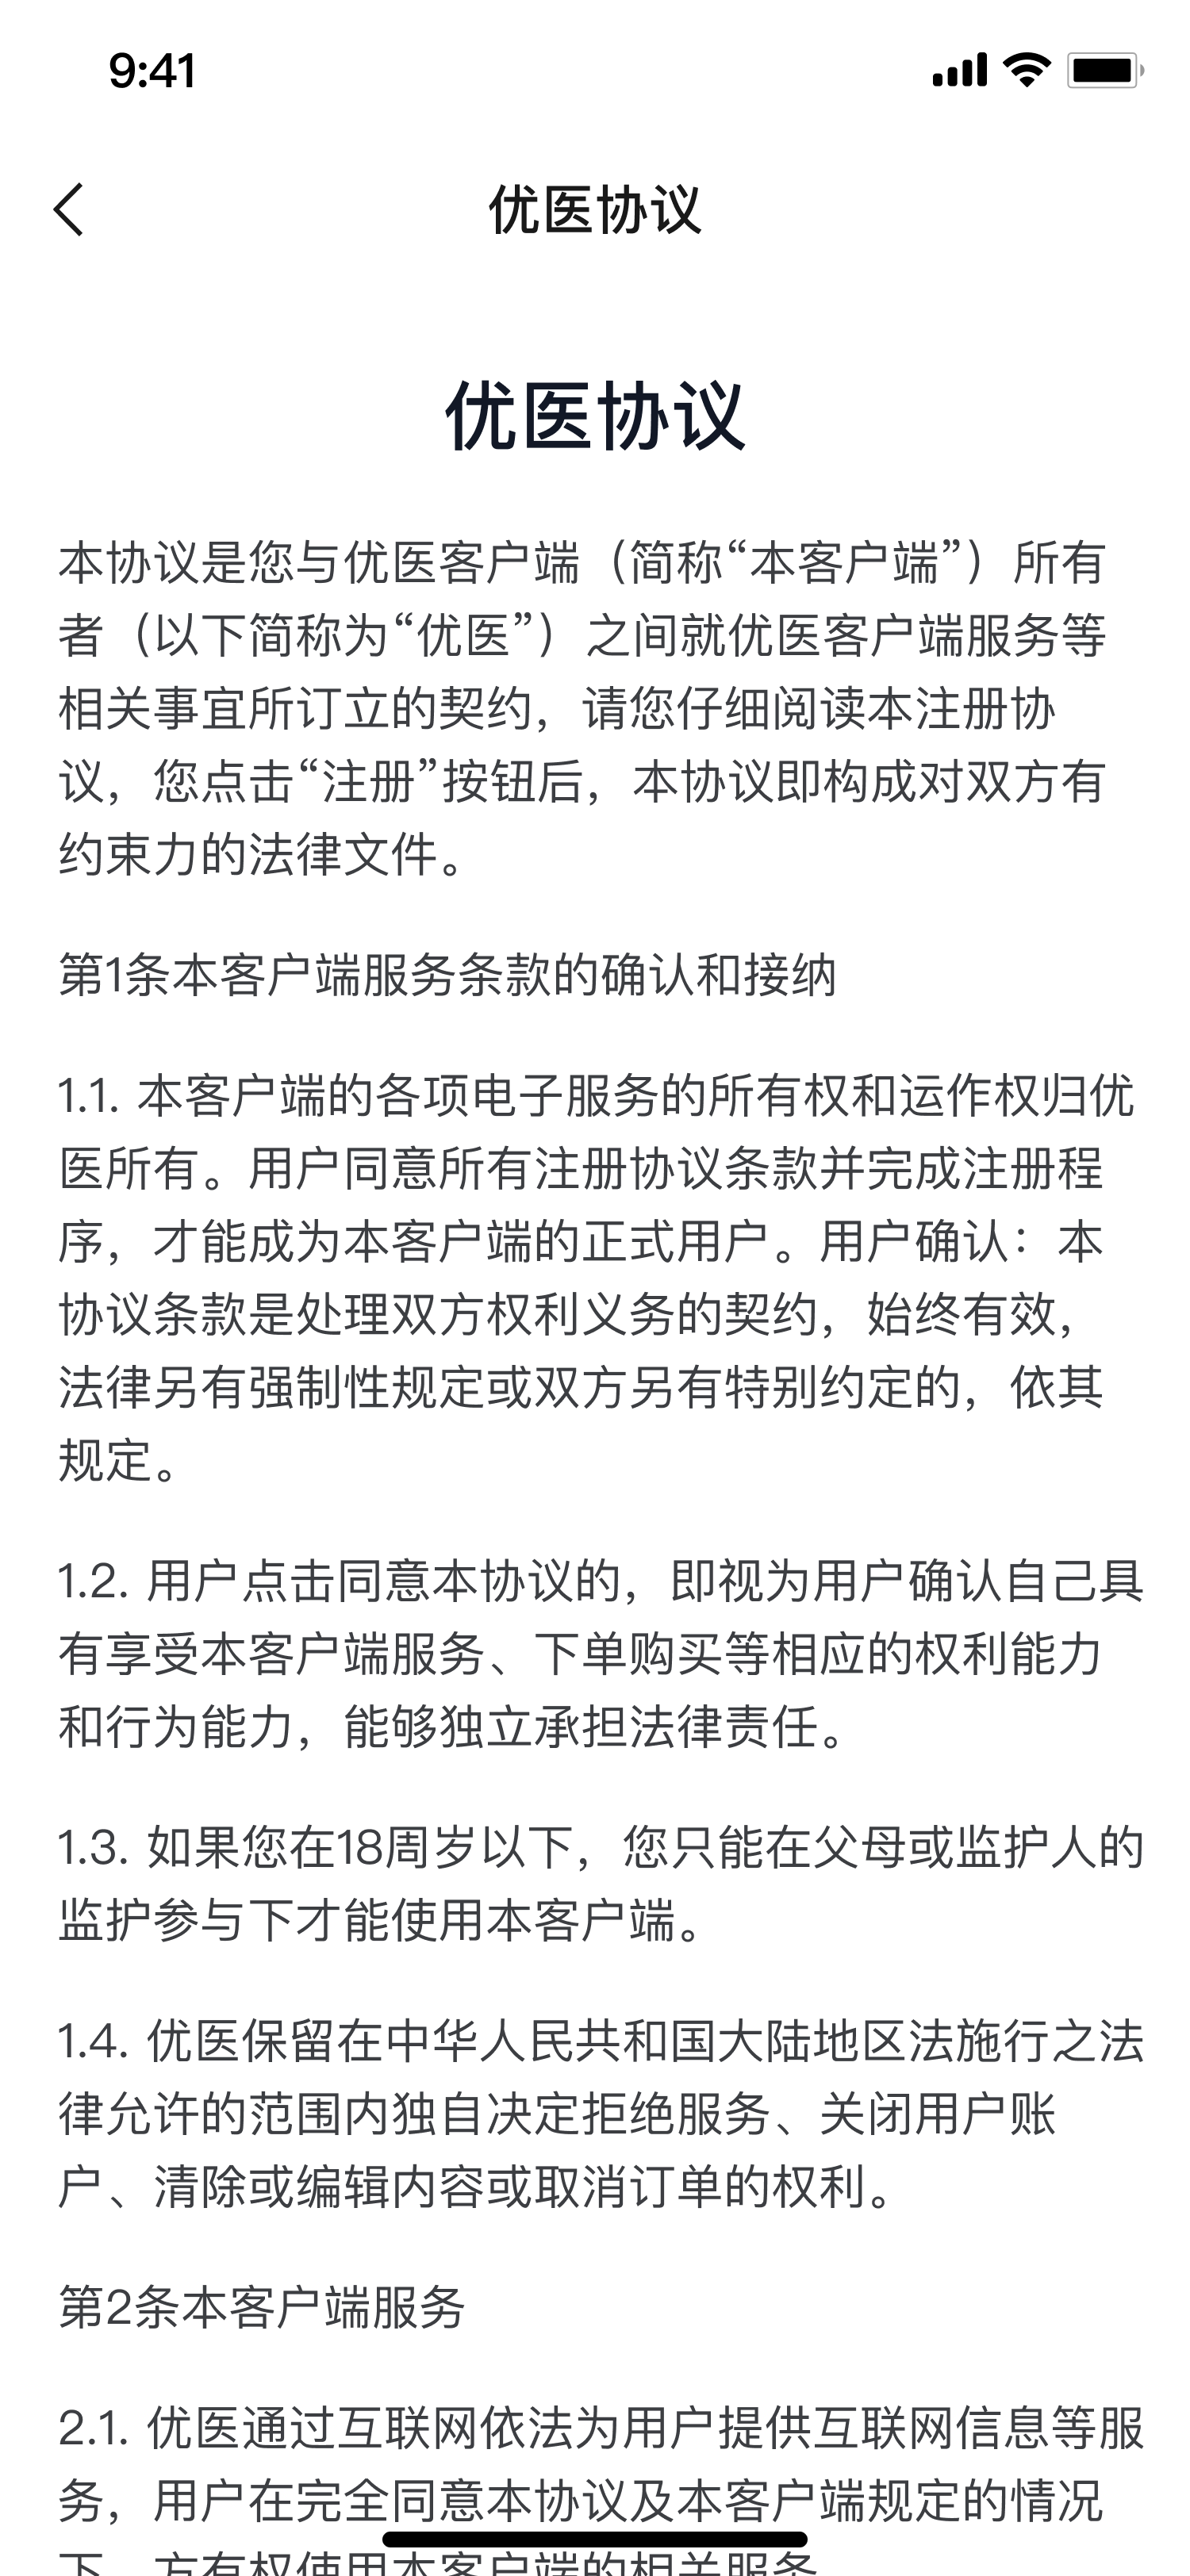 9:41
优医协议
优医协议
本协议是您与优医客户端（简称“本客户端”）所有
者（以下简称为“优医”）之间就优医客户端服务等
相关事宜所订立的契约，请您仔细阅读本注册协
议，您点击“注册”按钮后，本协议即构成对双方有
约束力的法律文件。
第1条本客户端服务条款的确认和接纳
1.1. 本客户端的各项电子服务的所有权和运作权归优
医所有。用户同意所有注册协议条款并完成注册程
序，才能成为本客户端的正式用户。用户确认：本
协议条款是处理双方权利义务的契约，始终有效，
法律另有强制性规定或双方另有特别约定的，依其
规定。
1.2. 用户点击同意本协议的，即视为用户确认自己具
有享受本客户端服务、下单购买等相应的权利能力
和行为能力，能够独立承担法律责任。
1.3. 如果您在18周岁以下，您只能在父母或监护人的
监护参与下才能使用本客户端。
1.4. 优医保留在中华人民共和国大陆地区法施行之法
律允许的范围内独自决定拒绝服务、关闭用户账
户、清除或编辑内容或取消订单的权利。
第2条本客户端服务
2.1. 优医通过互联网依法为用户提供互联网信息等服
务，用户在完全同意本协议及本客户端规定的情况
下，方有权使用本客户端的相关服务